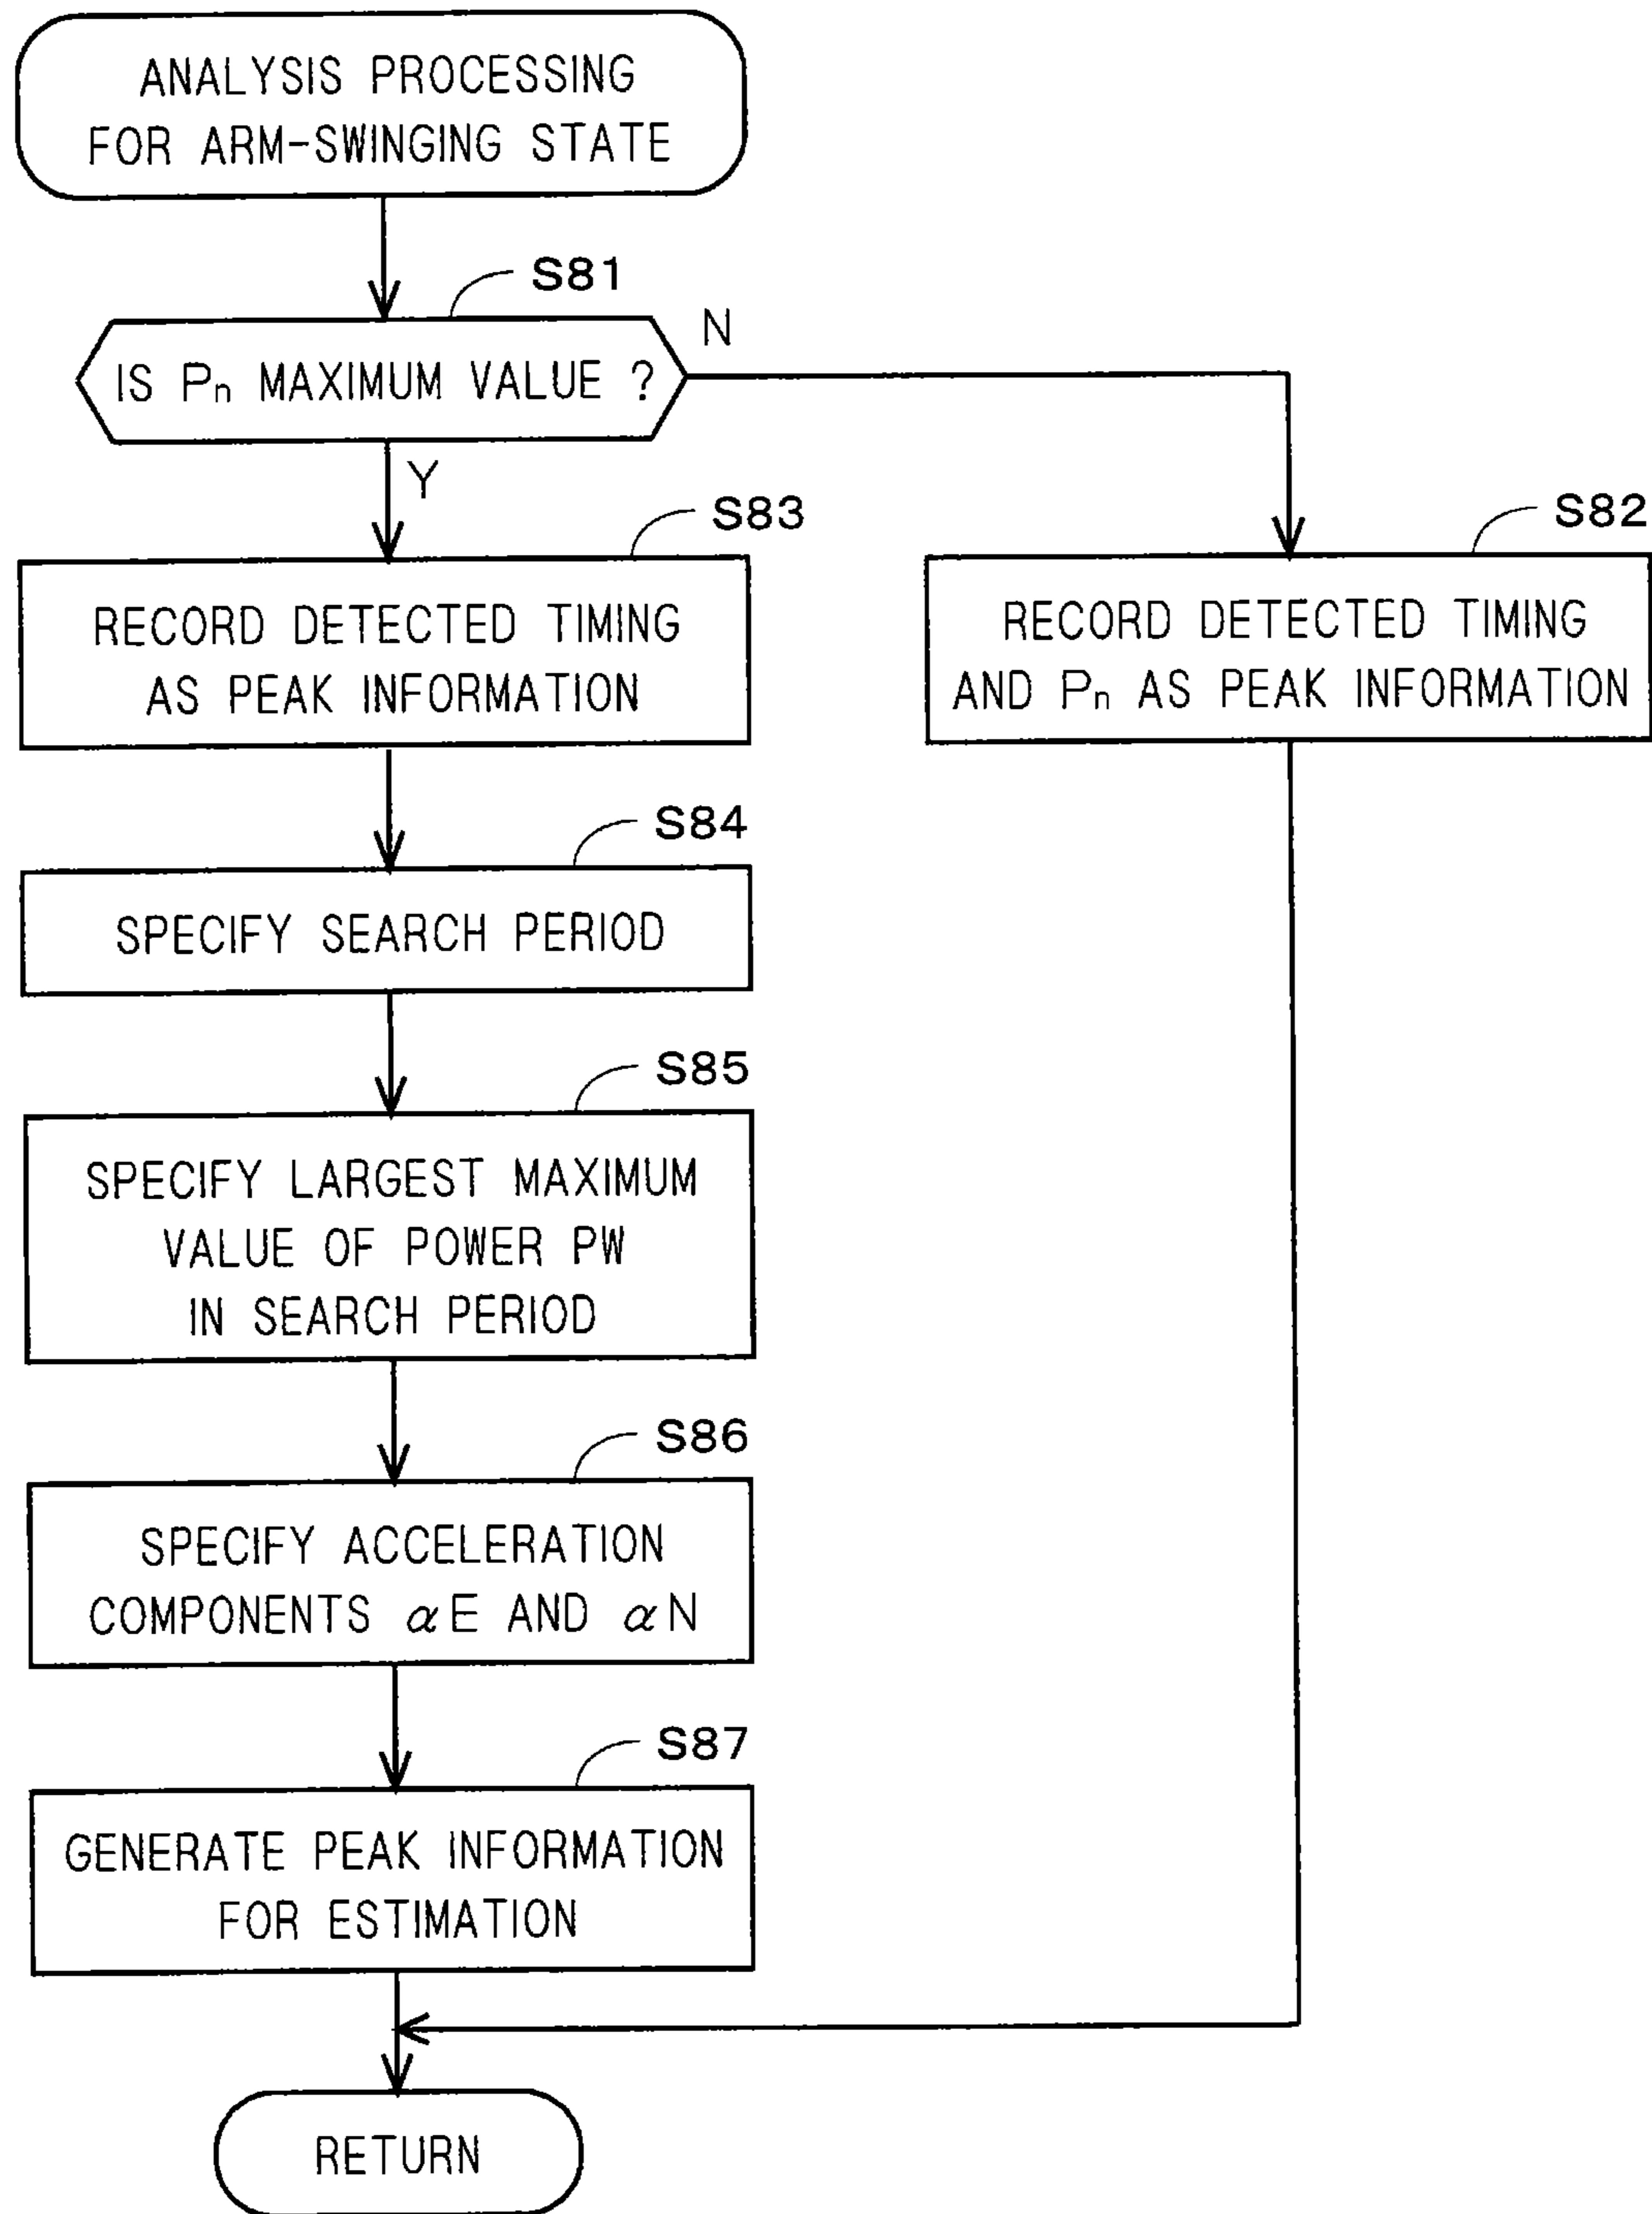 ANALYSIS PROCESSING
FOR ARM-SWINGING STATE
S81
IS Pn MAXIMUM VALUE ?
N
Y
S83
RECORD DETECTED TIMING
AS PEAK INFORMATION
S82
RECORD DETECTED TIMING
AND Pn AS PEAK INFORMATION
S84
SPECIFY SEARCH PERIOD
S85
SPECIFY LARGEST MAXIMUM
VALUE OF POWER PW
IN SEARCH PERIOD
S86
SPECIFY ACCELERATION
COMPONENTS αE AND αN
S87
GENERATE PEAK INFORMATION
FOR ESTIMATION
RETURN